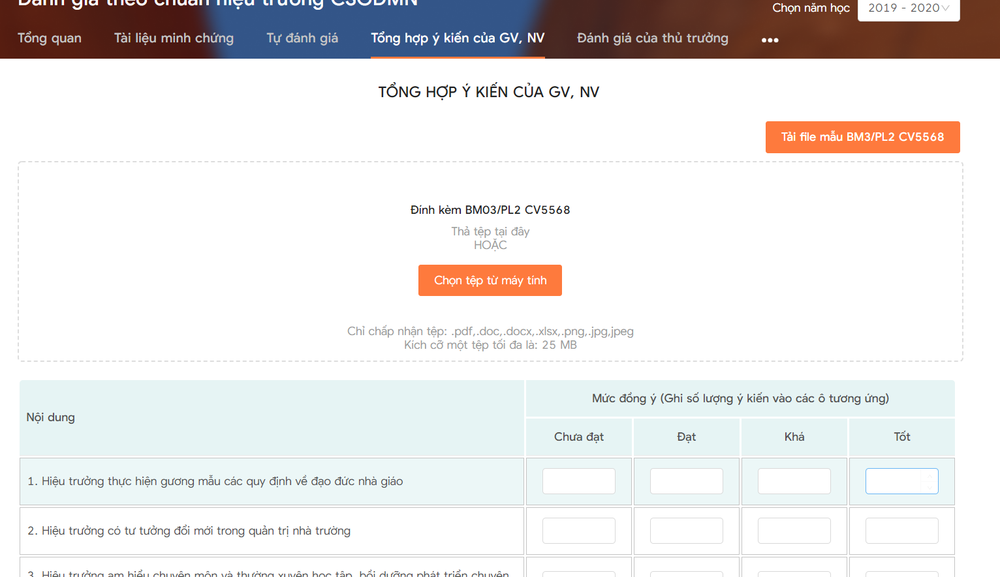 Đánh giá theo chuẩn hiệu trưởng CSGDMN
Chọn năm học
2019 - 2020
Tổng quan
Tài liệu minh chứng
Tự đánh giá
Tổng hợp ý kiến của GV, NV
Đánh giá của thủ trưởng
•••
TỔNG HỢP Ý KIẾN CỦA GV, NV
Tải file mẫu BM3/PL2 CV5568
Đính kèm BM03/PL2 CV5568
Thả tệp tại đây
HOẶC
Chọn tệp từ máy tính
Chỉ chấp nhận tệp: .pdf,.doc,.docx,.xlsx,.png,.jpg,jpeg
Kích cỡ một tệp tối đa là: 25 MB
Nội dung
Mức đồng ý (Ghi số lượng ý kiến vào các ô tương ứng)
Chưa đạt
Đạt
Khá
Tốt
1. Hiệu trưởng thực hiện gương mẫu các quy định về đạo đức nhà giáo
2. Hiệu trưởng có tư tưởng đổi mới trong quản trị nhà trường
3. Hiệu trưởng am hiểu chuyên môn và thường xuyên học tập, bồi dưỡng phát triển chuyên